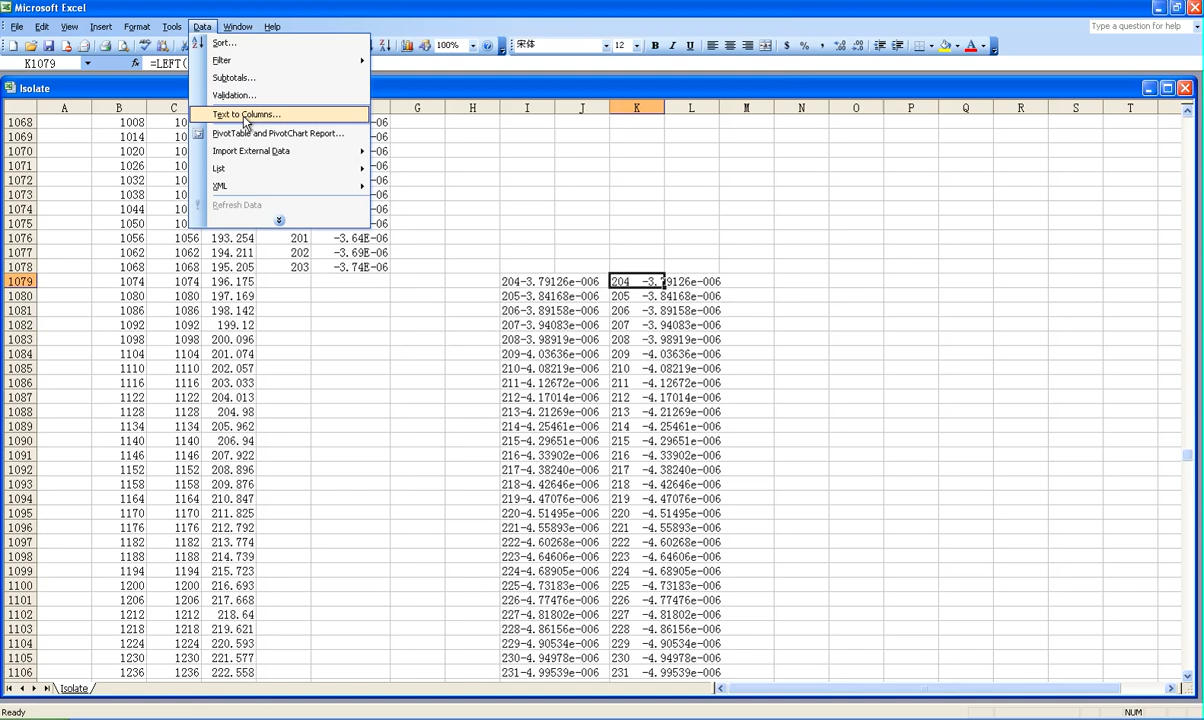 Microsoft Excel
File Edit View Insert Format Tools Data Window Help Type a question for help
100% 宋体 12 B I U $ % ,
K1079 =LEFT(
Isolate
A B C G H I J K L M N O P Q R S T
Sort...
Filter
Subtotals...
Validation...
Text to Columns...
PivotTable and PivotChart Report...
Import External Data
List
XML
Refresh Data
1068 1008 -06
1069 1014 -06
1070 1020 -06
1071 1026 -06
1072 1032 -06
1073 1038 -06
1074 1044 -06
1075 1050 -06
1076 1056 1056 193.254 201 -3.64E-06
1077 1062 1062 194.211 202 -3.69E-06
1078 1068 1068 195.205 203 -3.74E-06
1079 1074 1074 196.175 204-3.79126e-006 204 -3.79126e-006
1080 1080 1080 197.169 205-3.84168e-006 205 -3.84168e-006
1081 1086 1086 198.142 206-3.89158e-006 206 -3.89158e-006
1082 1092 1092 199.12 207-3.94083e-006 207 -3.94083e-006
1083 1098 1098 200.096 208-3.98919e-006 208 -3.98919e-006
1084 1104 1104 201.074 209-4.03636e-006 209 -4.03636e-006
1085 1110 1110 202.057 210-4.08219e-006 210 -4.08219e-006
1086 1116 1116 203.033 211-4.12672e-006 211 -4.12672e-006
1087 1122 1122 204.013 212-4.17014e-006 212 -4.17014e-006
1088 1128 1128 204.98 213-4.21269e-006 213 -4.21269e-006
1089 1134 1134 205.962 214-4.25461e-006 214 -4.25461e-006
1090 1140 1140 206.94 215-4.29651e-006 215 -4.29651e-006
1091 1146 1146 207.922 216-4.33902e-006 216 -4.33902e-006
1092 1152 1152 208.896 217-4.38240e-006 217 -4.38240e-006
1093 1158 1158 209.876 218-4.42646e-006 218 -4.42646e-006
1094 1164 1164 210.847 219-4.47076e-006 219 -4.47076e-006
1095 1170 1170 211.825 220-4.51495e-006 220 -4.51495e-006
1096 1176 1176 212.792 221-4.55893e-006 221 -4.55893e-006
1097 1182 1182 213.774 222-4.60268e-006 222 -4.60268e-006
1098 1188 1188 214.739 223-4.64606e-006 223 -4.64606e-006
1099 1194 1194 215.723 224-4.68905e-006 224 -4.68905e-006
1100 1200 1200 216.693 225-4.73183e-006 225 -4.73183e-006
1101 1206 1206 217.668 226-4.77476e-006 226 -4.77476e-006
1102 1212 1212 218.64 227-4.81802e-006 227 -4.81802e-006
1103 1218 1218 219.621 228-4.86156e-006 228 -4.86156e-006
1104 1224 1224 220.593 229-4.90534e-006 229 -4.90534e-006
1105 1230 1230 221.577 230-4.94978e-006 230 -4.94978e-006
1106 1236 1236 222.558 231-4.99539e-006 231 -4.99539e-006
Isolate
Ready NUM